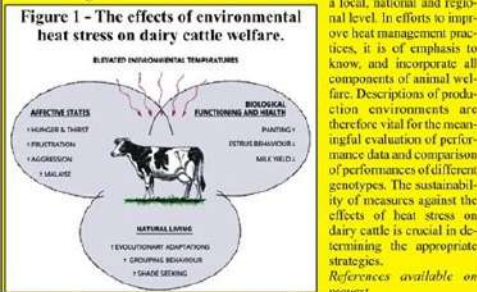 Figure 1 - The effects of environmental
heat stress on dairy cattle welfare.
ELEVATED ENVIRONMENTAL TEMPERATURES
AFFECTIVE STATES
↑ HUNGER & THIRST
↑ FRUSTRATION
↑ AGGRESSION
↑ MALAISE
BIOLOGICAL
FUNCTIONING AND HEALTH
PANTING ↑
ESTRUS BEHAVIOUR ↓
MILK YIELD ↓
NATURAL LIVING
↑ EVOLUTIONARY ADAPTATIONS
↑ GROUPING BEHAVIOUR
↑ SHADE SEEKING
a local, national and regio-
nal level. In efforts to impr-
ove heat management prac-
tices, it is of emphasis to
know, and incorporate all
components of animal wel-
fare. Descriptions of produ-
ction environments are
therefore vital for the mean-
ingful evaluation of perfor-
mance data and comparison
of performances of different
genotypes. The sustainabil-
ity of measures against the
effects of heat stress on
dairy cattle is crucial in de-
termining the appropriate
strategies.
References available on